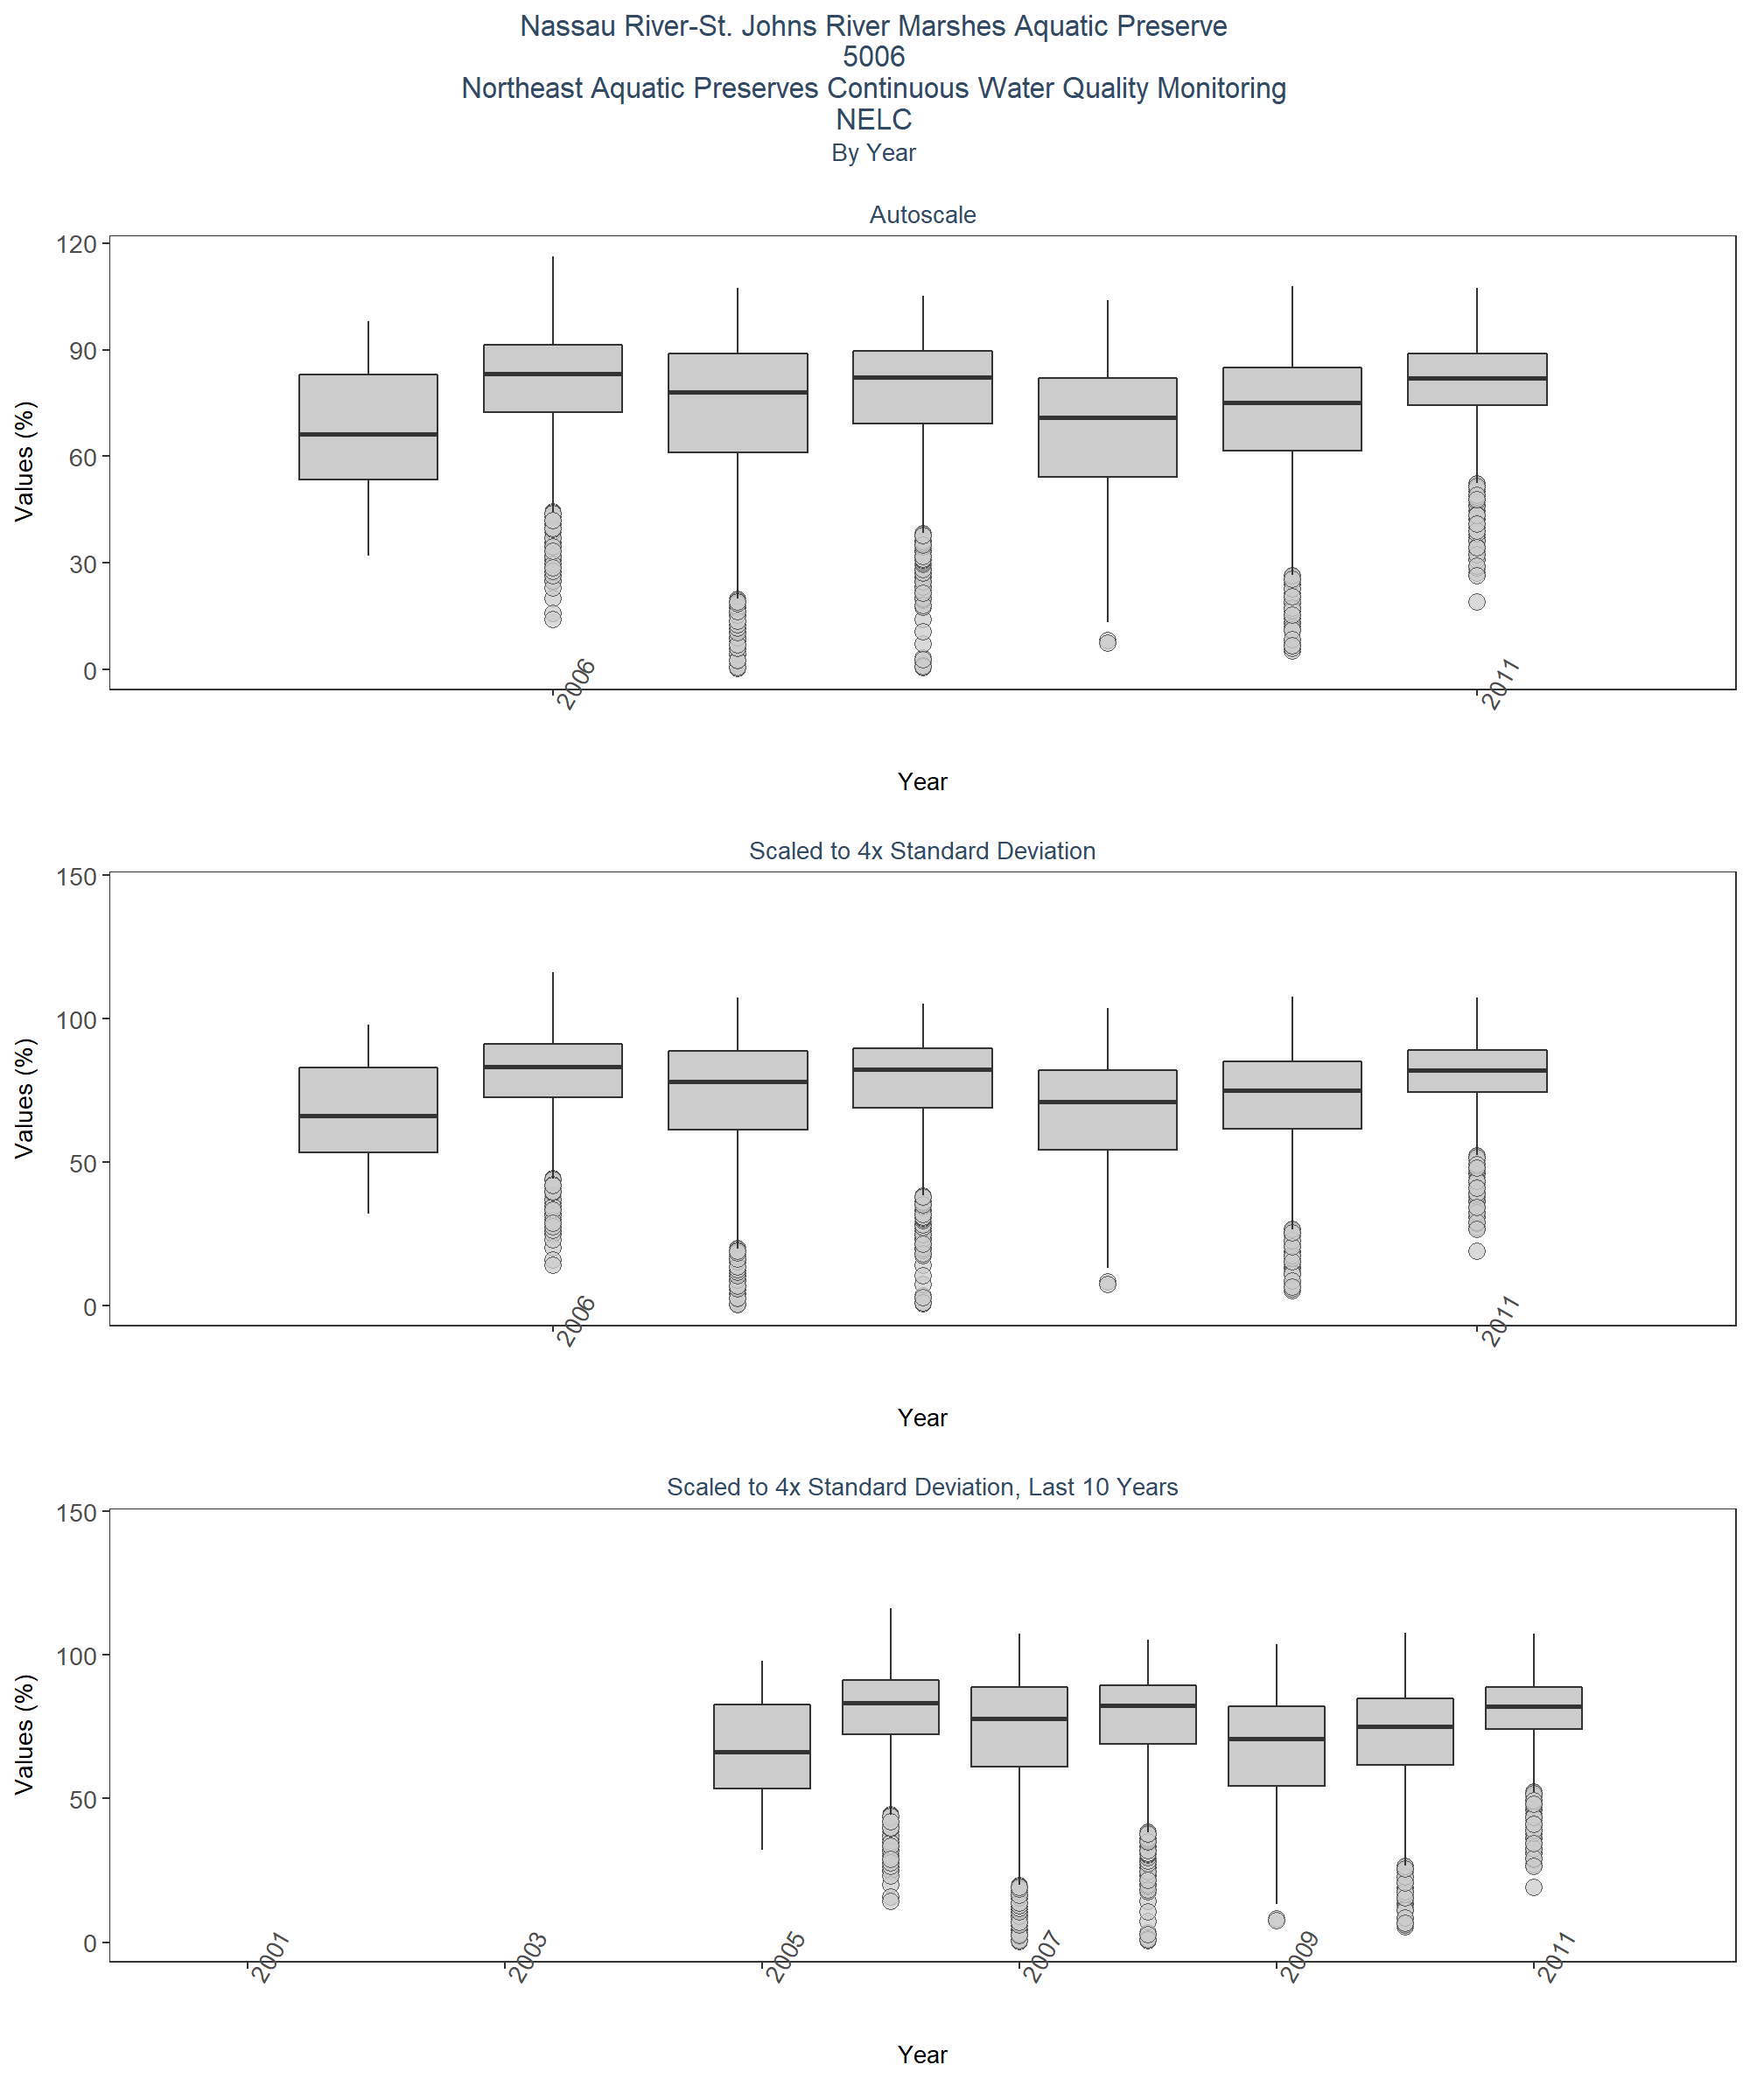 Nassau River-St. Johns River Marshes Aquatic Preserve
5006
Northeast Aquatic Preserves Continuous Water Quality Monitoring
NELC
By Year
Autoscale
120
90
60
30
0
Values (%)
2006
2011
Year
Scaled to 4x Standard Deviation
150
100
50
0
Values (%)
2006
2011
Year
Scaled to 4x Standard Deviation, Last 10 Years
150
100
50
0
Values (%)
2001
2003
2005
2007
2009
2011
Year